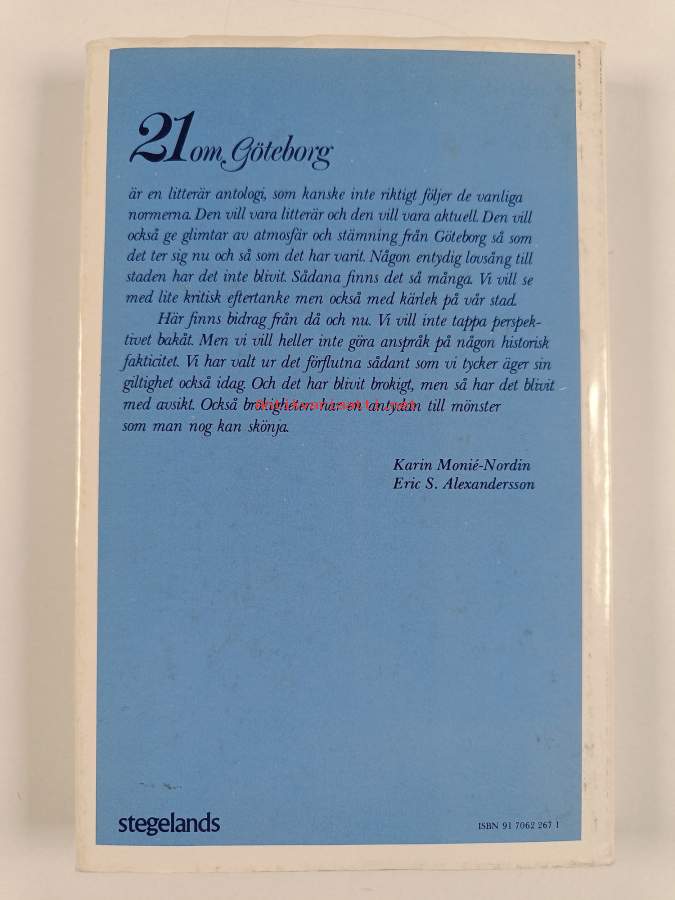 21 om Göteborg
är en litterär antologi, som kanske inte riktigt följer de vanliga
normerna. Den vill vara litterär och den vill vara aktuell. Den vill
också ge glimtar av atmosfär och stämning från Göteborg så som
det ter sig nu och så som det har varit. Någon entydig lovsång till
staden har det inte blivit. Sådana finns det så många. Vi vill se
med lite kritisk eftertanke men också med kärlek på vår stad.
Här finns bidrag från då och nu. Vi vill inte tappa perspek-
tivet bakåt. Men vi vill heller inte göra anspråk på någon historisk
fakticitet. Vi har valt ur det förflutna sådant som vi tycker äger sin
giltighet också idag. Och det har blivit brokigt, men så har det blivit
med avsikt. Också brokigheten har en antydan till mönster
som man nog kan skönja.
Karin Monié-Nordin
Eric S. Alexandersson
stegelands
ISBN 91 7062 267 1